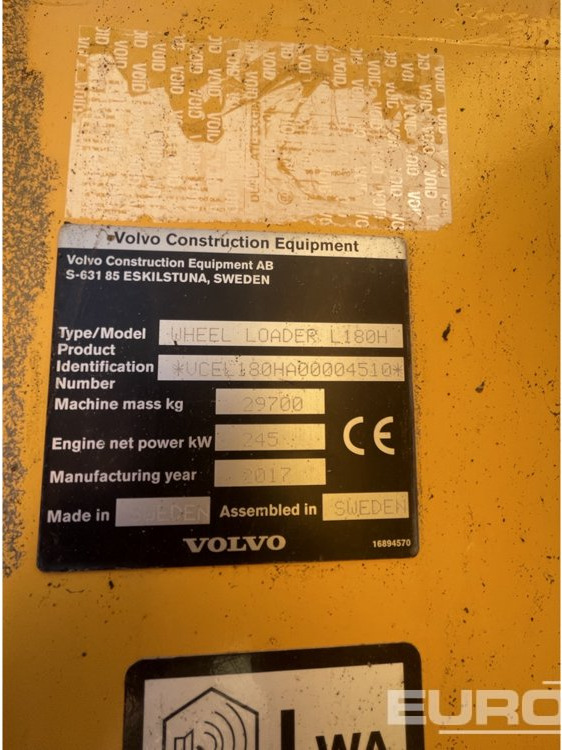 Volvo Construction Equipment
Volvo Construction Equipment AB
S-631 85 ESKILSTUNA, SWEDEN
Type/Model WHEEL LOADER L180H
Product
Identification *VCEL180HA00004510*
Number
Machine mass kg 29700
Engine net power kW 245
Manufacturing year 2017
CE
Made in SWEDEN Assembled in SWEDEN
VOLVO
16894570
LWA
EURO